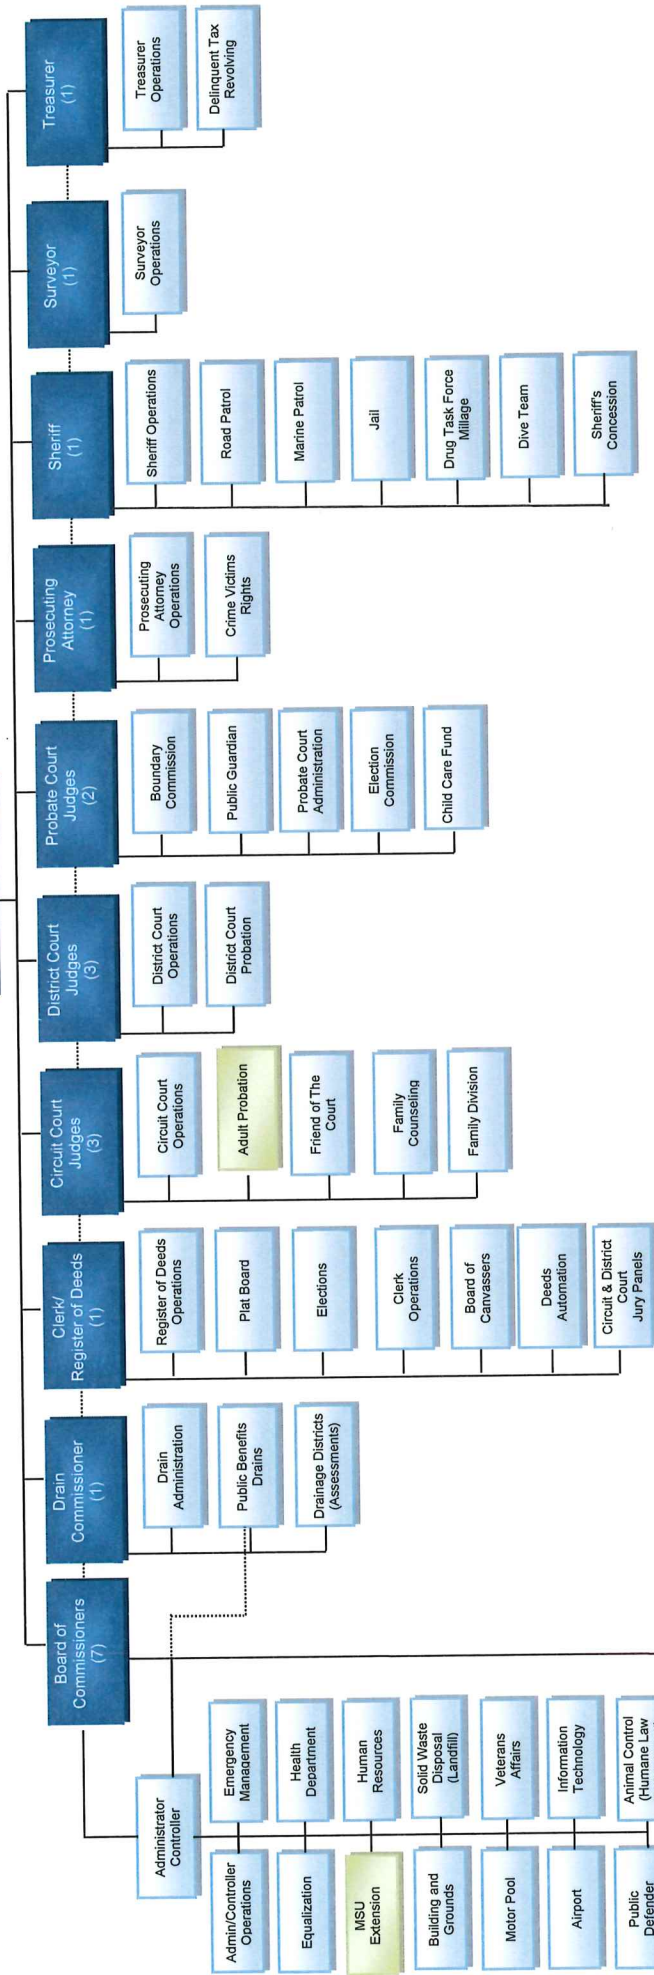 Board of
Commissioners
(7)
Drain
Commissioner
(1)
Clerk/
Register of Deeds
(1)
Circuit Court
Judges
(3)
District Court
Judges
(3)
Probate Court
Judges
(2)
Prosecuting
Attorney
(1)
Sheriff
(1)
Surveyor
(1)
Treasurer
(1)
Administrator
Controller
Admin/Controller
Operations
Emergency
Management
Equalization
Health
Department
MSU
Extension
Human
Resources
Building and
Grounds
Solid Waste
Disposal
(Landfill)
Motor Pool
Veterans
Affairs
Airport
Information
Technology
Public
Defender
Animal Control
(Humane Law
Drain
Administration
Public Benefits
Drains
Drainage Districts
(Assessments)
Register of Deeds
Operations
Plat Board
Elections
Clerk
Operations
Board of
Canvassers
Deeds
Automation
Circuit & District
Court
Jury Panels
Circuit Court
Operations
Adult Probation
Friend of The
Court
Family
Counseling
Family Division
District Court
Operations
District Court
Probation
Boundary
Commission
Public Guardian
Probate Court
Administration
Election
Commission
Child Care Fund
Prosecuting
Attorney
Operations
Crime Victims
Rights
Sheriff Operations
Road Patrol
Marine Patrol
Jail
Drug Task Force
Millage
Dive Team
Sheriff's
Concession
Surveyor
Operations
Treasurer
Operations
Delinquent Tax
Revolving